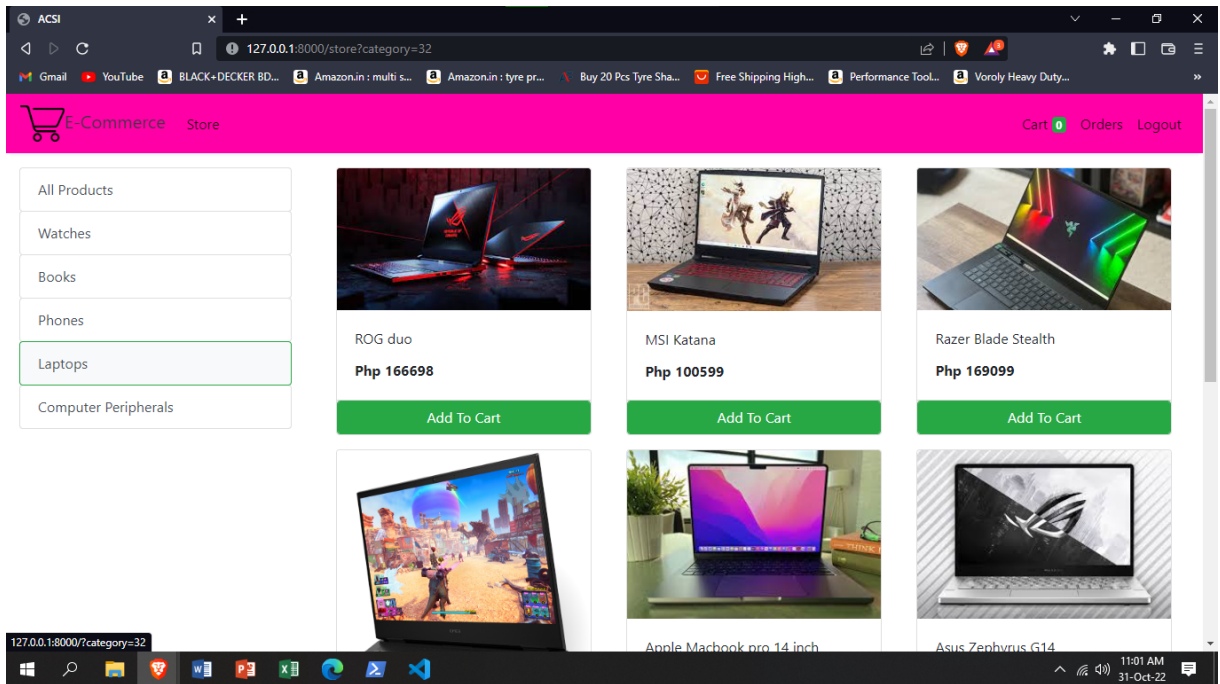 ACSI
127.0.0.1:8000/store?category=32
Gmail
YouTube
BLACK+DECKER BD...
Amazon.in : multi s...
Amazon.in : tyre pr...
Buy 20 Pcs Tyre Sha...
Free Shipping High...
Performance Tool...
Voroly Heavy Duty...
E-Commerce Store Cart 0 Orders Logout
All Products
Watches
Books
Phones
Laptops
Computer Peripherals
ROG duo
Php 166698
Add To Cart
MSI Katana
Php 100599
Add To Cart
Razer Blade Stealth
Php 169099
Add To Cart
Apple Macbook pro 14 inch
Asus Zephyrus G14
127.0.0.1:8000/?category=32
11:01 AM
31-Oct-22